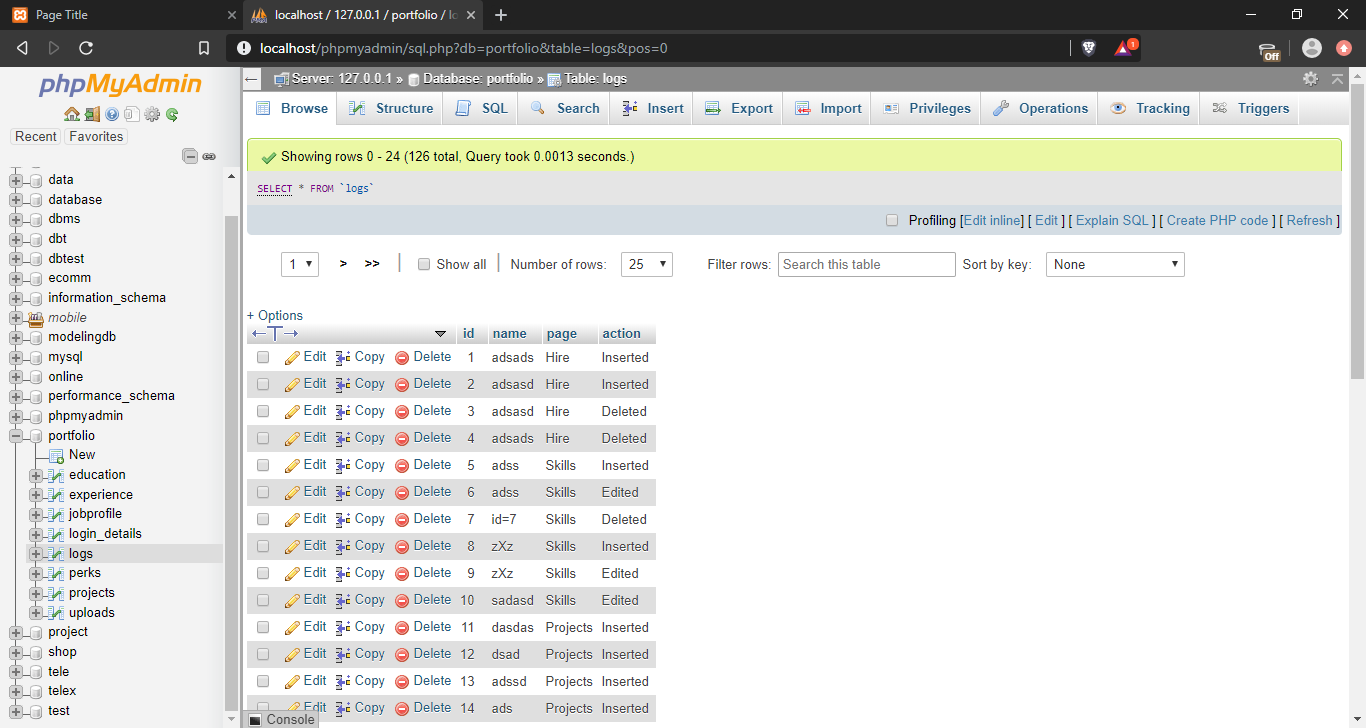 Page Title
localhost / 127.0.0.1 / portfolio / lo
localhost/phpmyadmin/sql.php?db=portfolio&table=logs&pos=0
1
Off
phpMyAdmin
Recent Favorites
data
database
dbms
dbt
dbtest
ecomm
information_schema
mobile
modelingdb
mysql
online
performance_schema
phpmyadmin
portfolio
New
education
experience
jobprofile
login_details
logs
perks
projects
uploads
project
shop
tele
telex
test
Server: 127.0.0.1 » Database: portfolio » Table: logs
Browse Structure SQL Search Insert Export Import Privileges Operations Tracking Triggers
Showing rows 0 - 24 (126 total, Query took 0.0013 seconds.)
SELECT * FROM `logs`
Profiling [Edit inline] [ Edit ] [ Explain SQL ] [ Create PHP code ] [ Refresh ]
1 > >> Show all Number of rows: 25 Filter rows: Search this table Sort by key: None
+ Options
id name page action
Edit Copy Delete 1 adsads Hire Inserted
Edit Copy Delete 2 adsasd Hire Inserted
Edit Copy Delete 3 adsasd Hire Deleted
Edit Copy Delete 4 adsads Hire Deleted
Edit Copy Delete 5 adss Skills Inserted
Edit Copy Delete 6 adss Skills Edited
Edit Copy Delete 7 id=7 Skills Deleted
Edit Copy Delete 8 zXz Skills Inserted
Edit Copy Delete 9 zXz Skills Edited
Edit Copy Delete 10 sadasd Skills Edited
Edit Copy Delete 11 dasdas Projects Inserted
Edit Copy Delete 12 dsad Projects Inserted
Edit Copy Delete 13 adssd Projects Inserted
Edit Copy Delete 14 ads Projects Inserted
Console